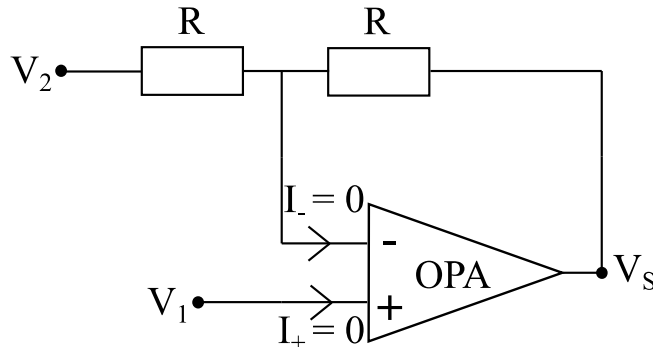 R R
V₂
I₋ = 0
-
OPA
Vₛ
V₁
+
I₊ = 0